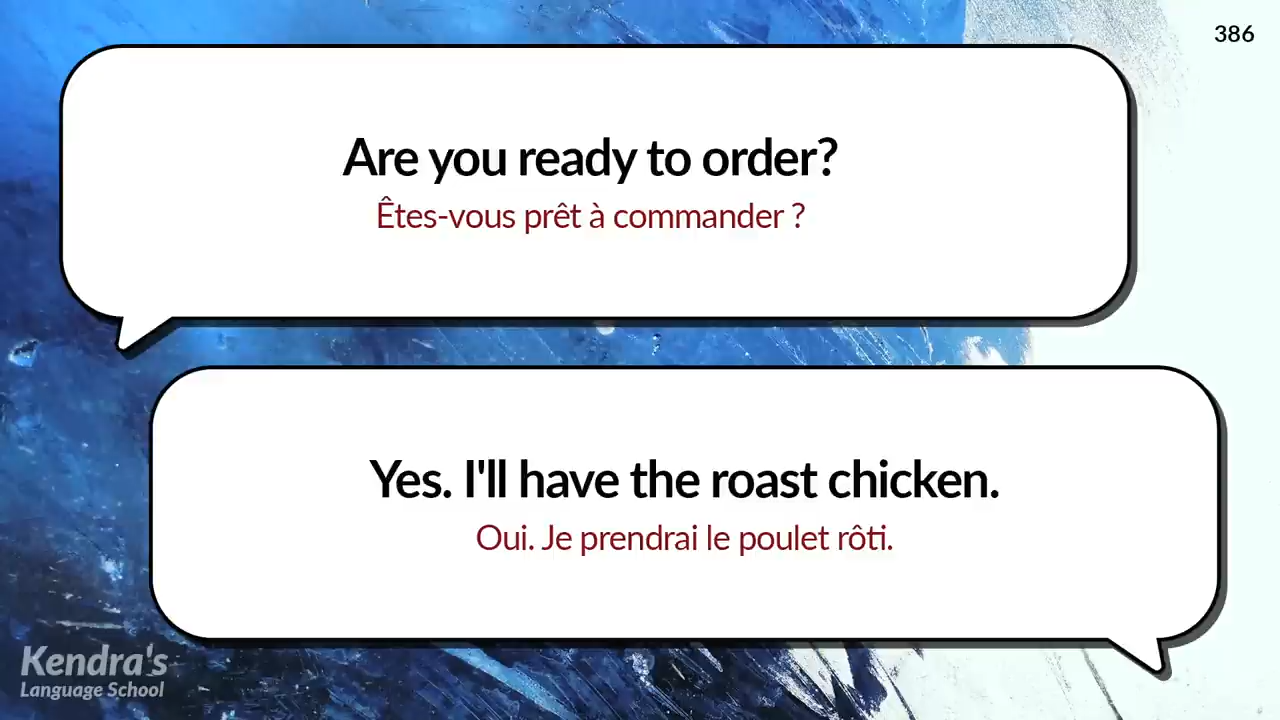 386
Are you ready to order?
Êtes-vous prêt à commander ?
Yes. I'll have the roast chicken.
Oui. Je prendrai le poulet rôti.
Kendra's
Language School